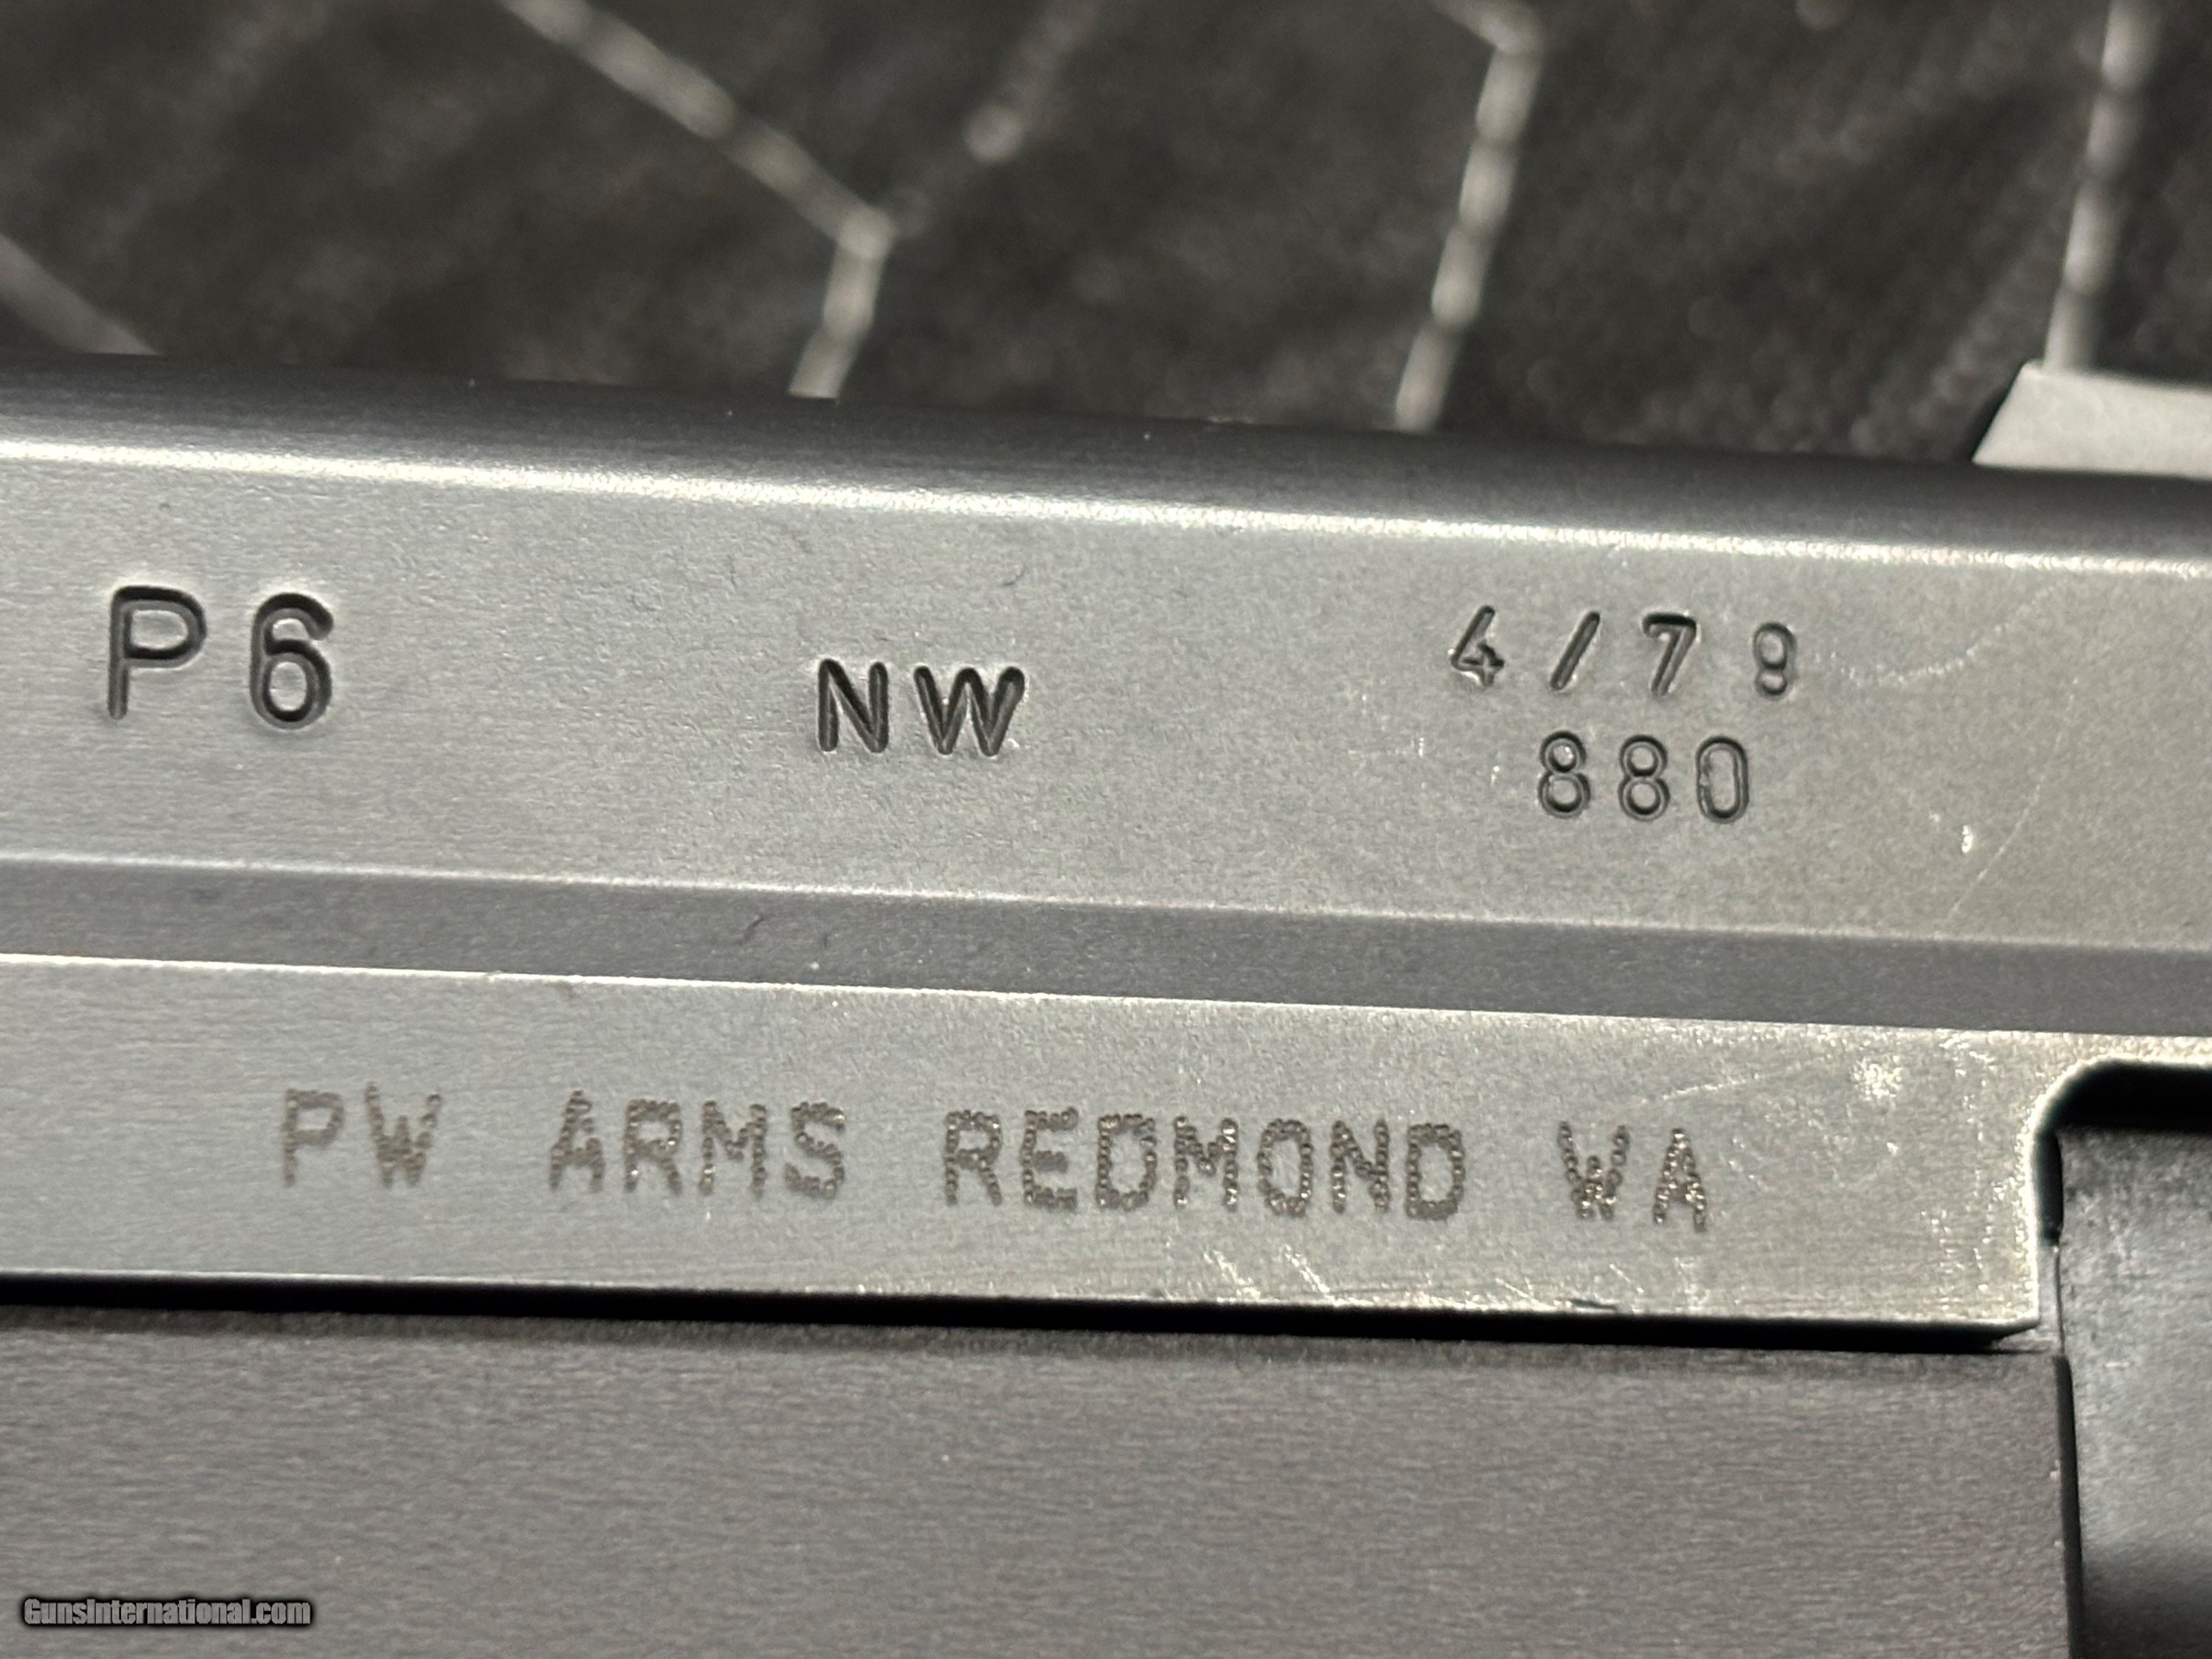 P6 NW 4/79
880
PW ARMS REDMOND WA
GunsInternational.com